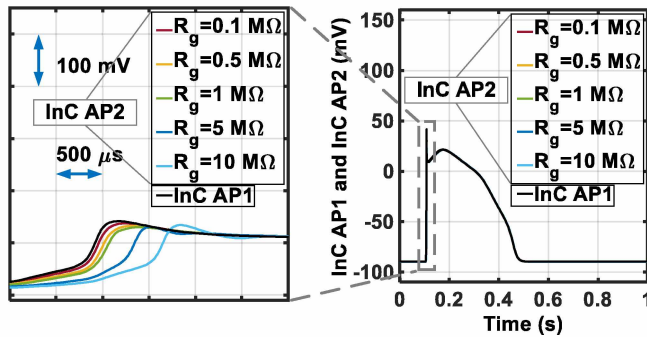 100 mV
InC AP2
500 μs
R_g=0.1 MΩ
R_g=0.5 MΩ
R_g=1 MΩ
R_g=5 MΩ
R_g=10 MΩ
InC AP1
InC AP1 and InC AP2 (mV)
150
100
50
0
-50
-100
InC AP2
R_g=0.1 MΩ
R_g=0.5 MΩ
R_g=1 MΩ
R_g=5 MΩ
R_g=10 MΩ
InC AP1
0 0.2 0.4 0.6 0.8 1
Time (s)